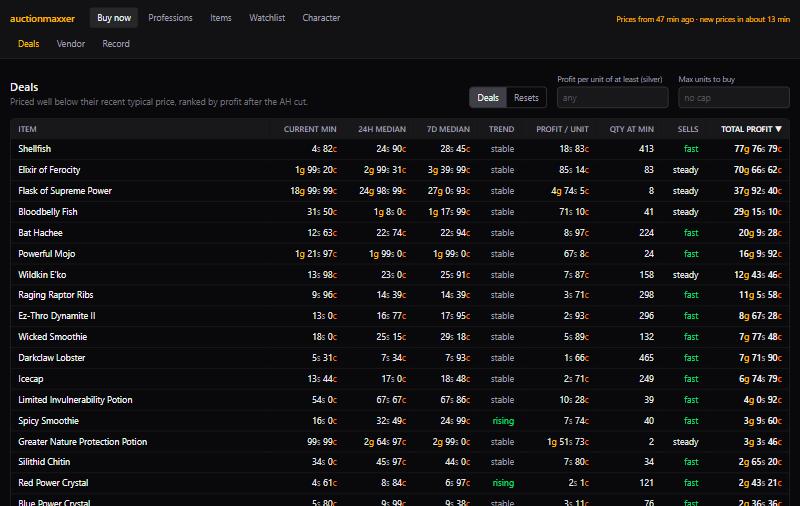 auctionmaxxer Buy now Professions Items Watchlist Character Prices from 47 min ago · new prices in about 13 min
Deals Vendor Record
Deals
Priced well below their recent typical price, ranked by profit after the AH cut.
Deals Resets
Profit per unit of at least (silver)
any
Max units to buy
no cap
ITEM CURRENT MIN 24H MEDIAN 7D MEDIAN TREND PROFIT / UNIT QTY AT MIN SELLS TOTAL PROFIT ▼
Shellfish 4s 82c 24s 90c 28s 45c stable 18s 83c 413 fast 77g 76s 79c
Elixir of Ferocity 1g 99s 20c 2g 99s 31c 3g 39s 99c stable 85s 14c 83 steady 70g 66s 62c
Flask of Supreme Power 18g 99s 99c 24g 98s 99c 27g 0s 93c stable 4g 74s 5c 8 steady 37g 92s 40c
Bloodbelly Fish 31s 50c 1g 8s 0c 1g 17s 99c stable 71s 10c 41 steady 29g 15s 10c
Bat Hachee 12s 63c 22s 74c 22s 94c stable 8s 97c 224 fast 20g 9s 28c
Powerful Mojo 1g 21s 97c 1g 99s 0c 1g 99s 0c stable 67s 8c 24 fast 16g 9s 92c
Wildkin E'ko 13s 98c 23s 0c 25s 91c stable 7s 87c 158 steady 12g 43s 46c
Raging Raptor Ribs 9s 96c 14s 39c 14s 39c stable 3s 71c 298 fast 11g 5s 58c
Ez-Thro Dynamite II 13s 0c 16s 77c 17s 95c stable 2s 93c 296 fast 8g 67s 28c
Wicked Smoothie 18s 0c 25s 15c 29s 18c stable 5s 89c 132 fast 7g 77s 48c
Darkclaw Lobster 5s 31c 7s 34c 7s 93c stable 1s 66c 465 fast 7g 71s 90c
Icecap 13s 44c 17s 0c 18s 48c stable 2s 71c 249 fast 6g 74s 79c
Limited Invulnerability Potion 54s 0c 67s 67c 67s 86c stable 10s 28c 39 fast 4g 0s 92c
Spicy Smoothie 16s 0c 32s 49c 24s 99c rising 7s 74c 40 fast 3g 9s 60c
Greater Nature Protection Potion 99s 99c 2g 64s 97c 2g 99s 0c stable 1g 51s 73c 2 steady 3g 3s 46c
Silithid Chitin 34s 0c 45s 97c 44s 0c stable 7s 80c 34 fast 2g 65s 20c
Red Power Crystal 4s 61c 8s 84c 6s 97c rising 2s 1c 121 fast 2g 43s 21c
Blue Power Crystal 5s 80c 9s 99c 9s 38c stable 3s 11c 76 fast 2g 36s 36c